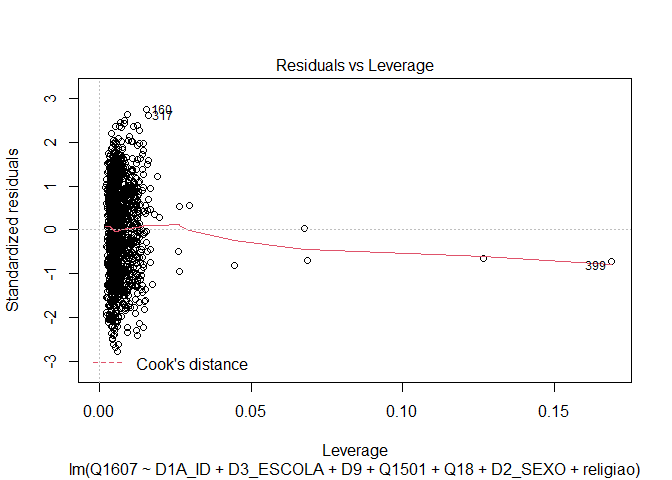 Residuals vs Leverage
Standardized residuals
3
2
1
0
-1
-2
-3
160
317
399
Cook's distance
0.00
0.05
0.10
0.15
Leverage
lm(Q1607 ~ D1A_ID + D3_ESCOLA + D9 + Q1501 + Q18 + D2_SEXO + religiao)